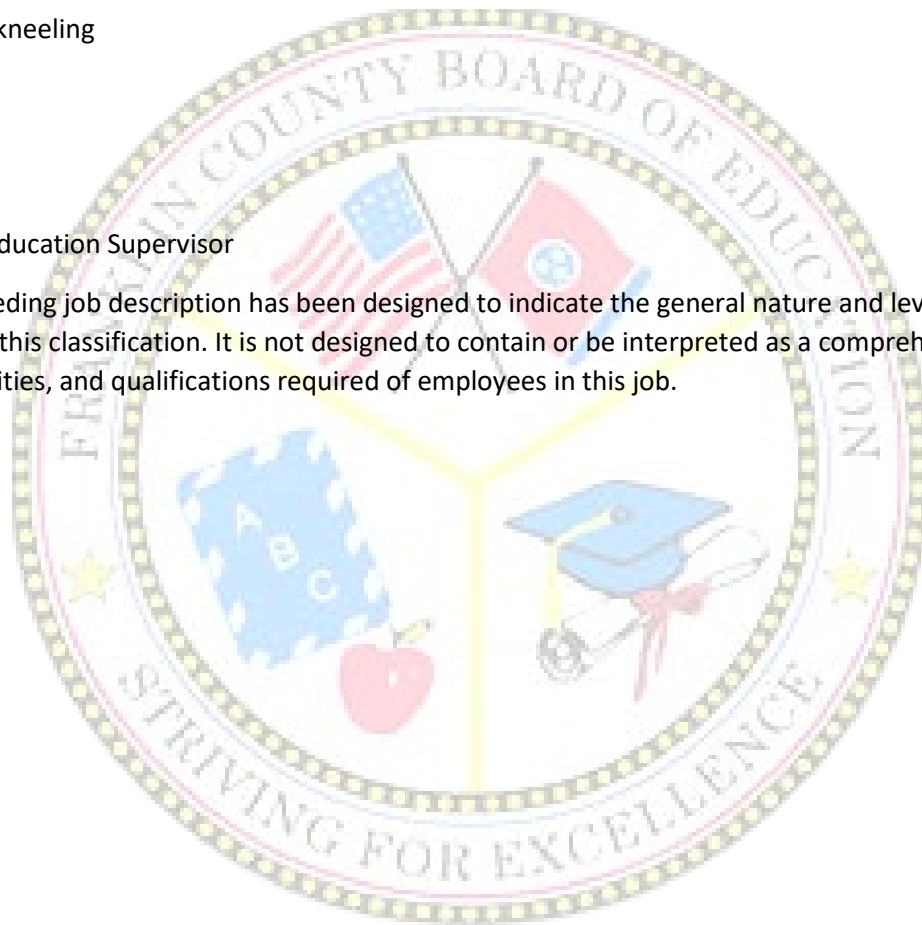 kneeling
ducation Supervisor
eding job description has been designed to indicate the general nature and lev
this classification. It is not designed to contain or be interpreted as a compreh
ities, and qualifications required of employees in this job.
FRANKLIN COUNTY BOARD OF EDUCATION
A
B
C
STRIVING FOR EXCELLENCE